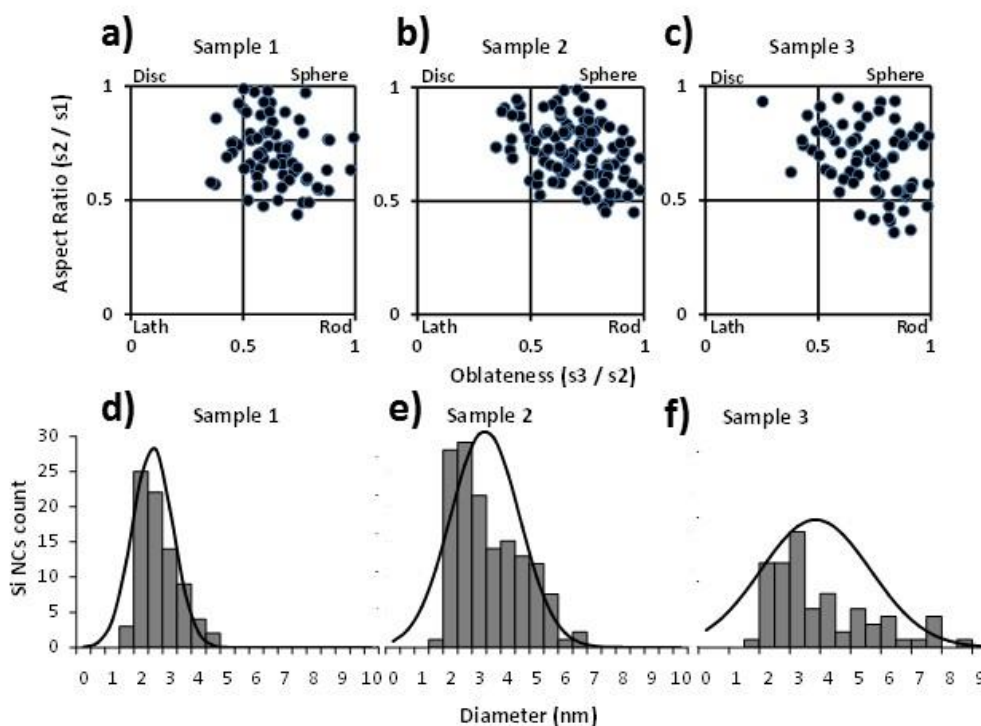 a) b) c)
Sample 1 Sample 2 Sample 3
Disc Sphere Disc Sphere Disc Sphere
1 1 1
Aspect Ratio (s2 / s1)
0.5 0.5 0.5
0 0 0
Lath Rod Lath Rod Lath Rod
0 0.5 1 0 0.5 1 0 0.5 1
Oblateness (s3 / s2)
d) e) f)
Sample 1 Sample 2 Sample 3
30
25
20
15
10
5
0
Si NCs count
0 1 2 3 4 5 6 7 8 9 10 0 1 2 3 4 5 6 7 8 9 10 0 1 2 3 4 5 6 7 8 9
Diameter (nm)